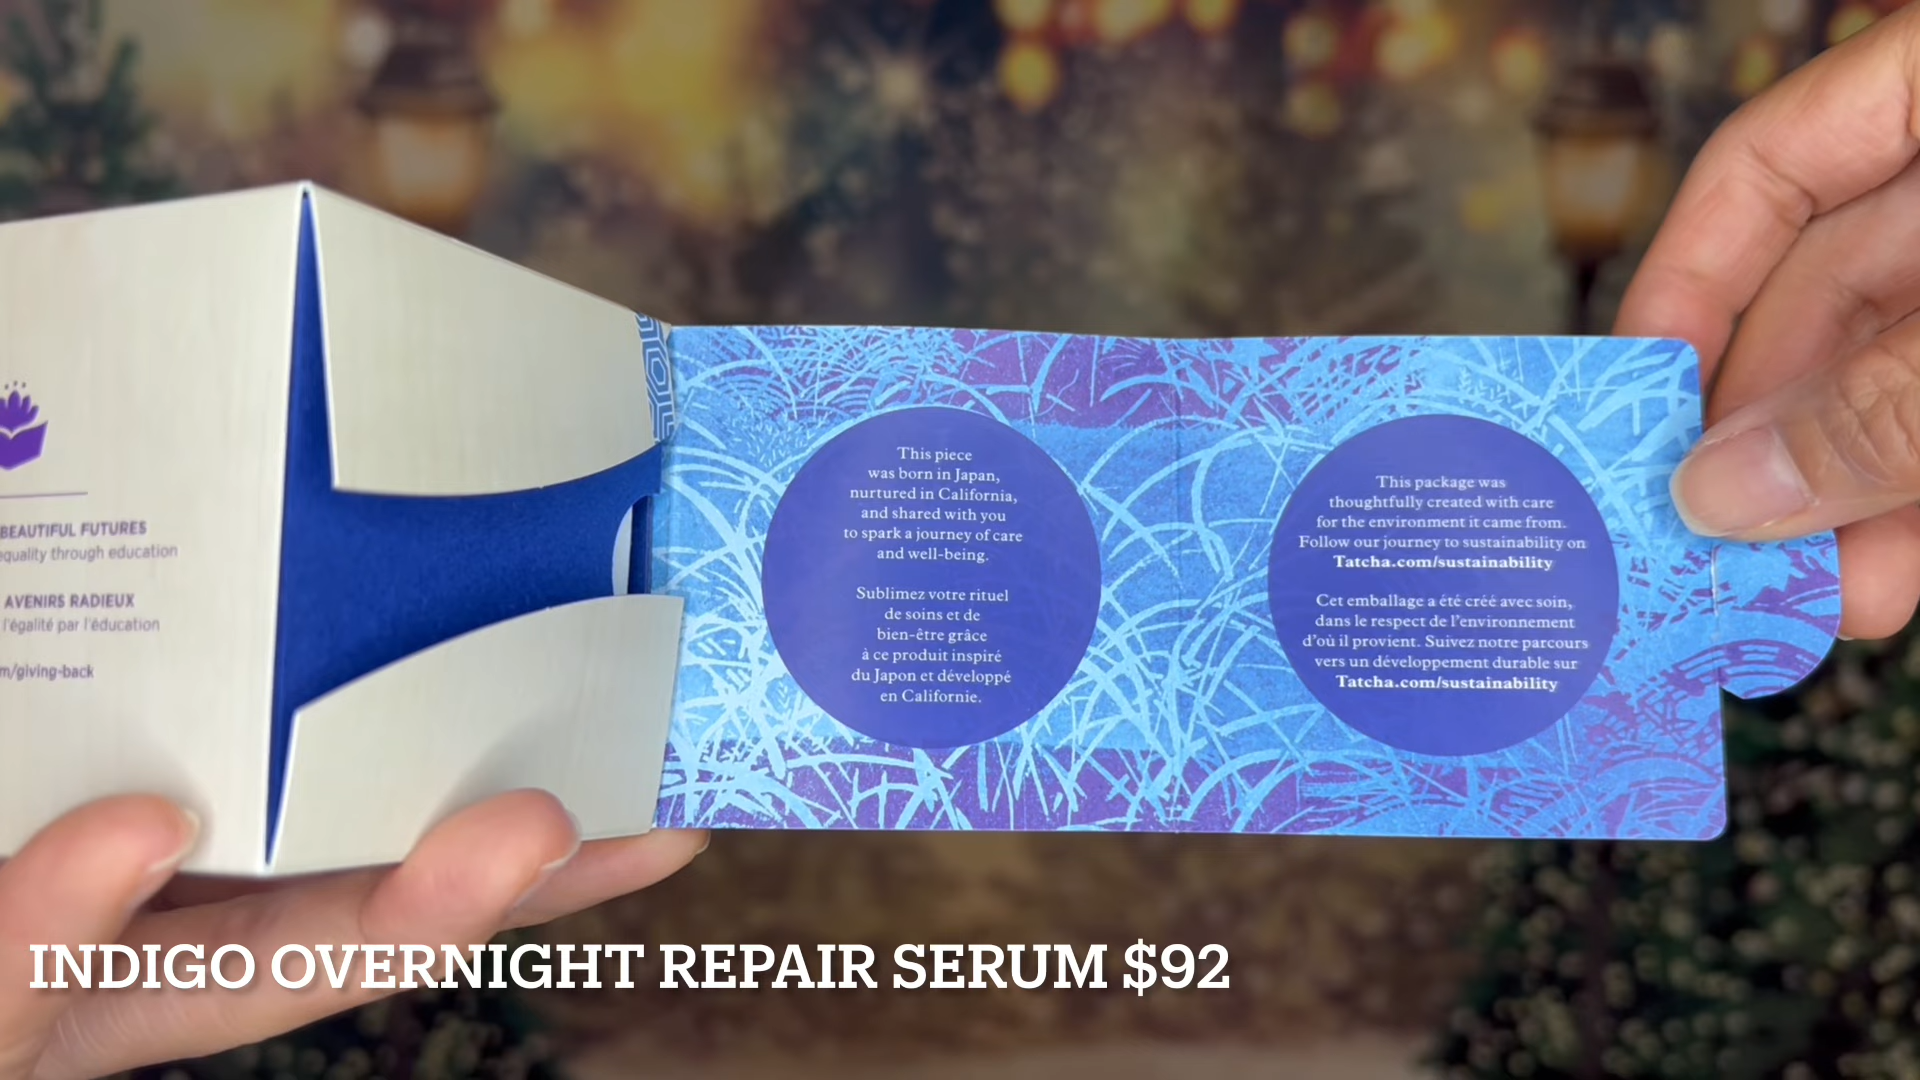 BEAUTIFUL FUTURES
equality through education
AVENIRS RADIEUX
l'égalité par l'éducation
m/giving-back
This piece
was born in Japan,
nurtured in California,
and shared with you
to spark a journey of care
and well-being.
Sublimez votre rituel
de soins et de
bien-être grâce
à ce produit inspiré
du Japon et développé
en Californie.
This package was
thoughtfully created with care
for the environment it came from.
Follow our journey to sustainability on
Tatcha.com/sustainability
Cet emballage a été créé avec soin,
dans le respect de l'environnement
d'où il provient. Suivez notre parcours
vers un développement durable sur
Tatcha.com/sustainability
INDIGO OVERNIGHT REPAIR SERUM $92